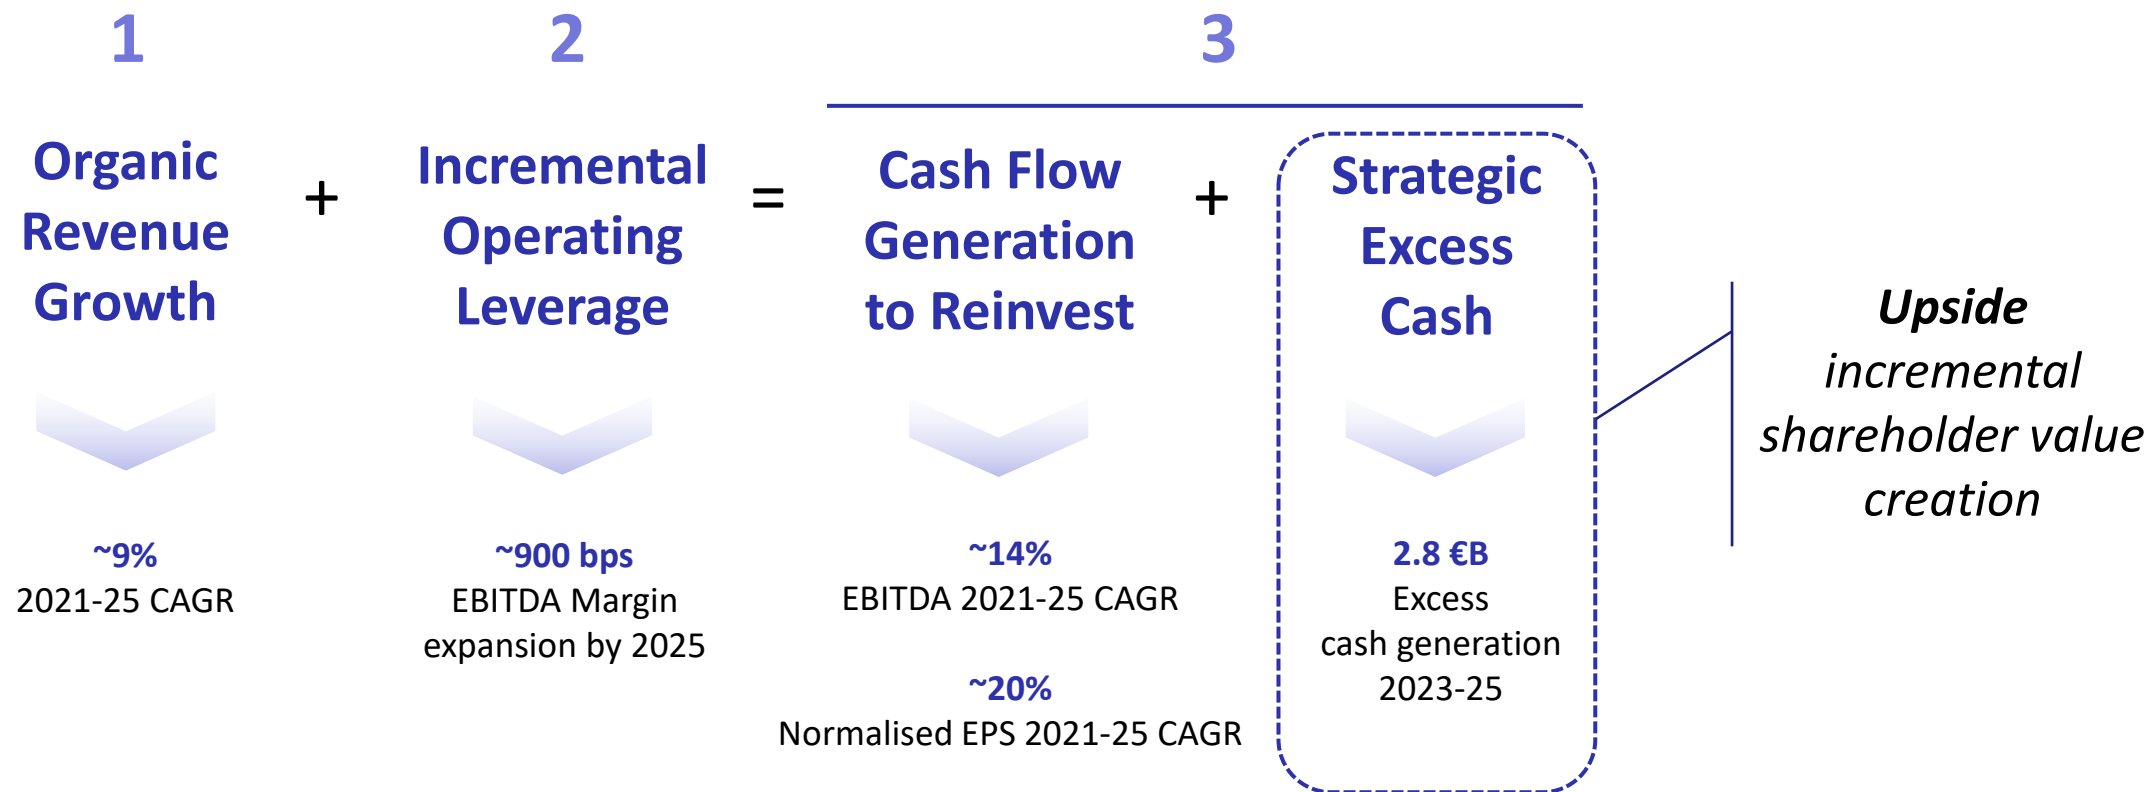 1
Organic
Revenue
Growth
~9%
2021-25 CAGR
+
2
Incremental
Operating
Leverage
~900 bps
EBITDA Margin
expansion by 2025
=
3
Cash Flow
Generation
to Reinvest
~14%
EBITDA 2021-25 CAGR
~20%
Normalised EPS 2021-25 CAGR
+
Strategic
Excess
Cash
2.8 €B
Excess
cash generation
2023-25
Upside
incremental
shareholder value
creation